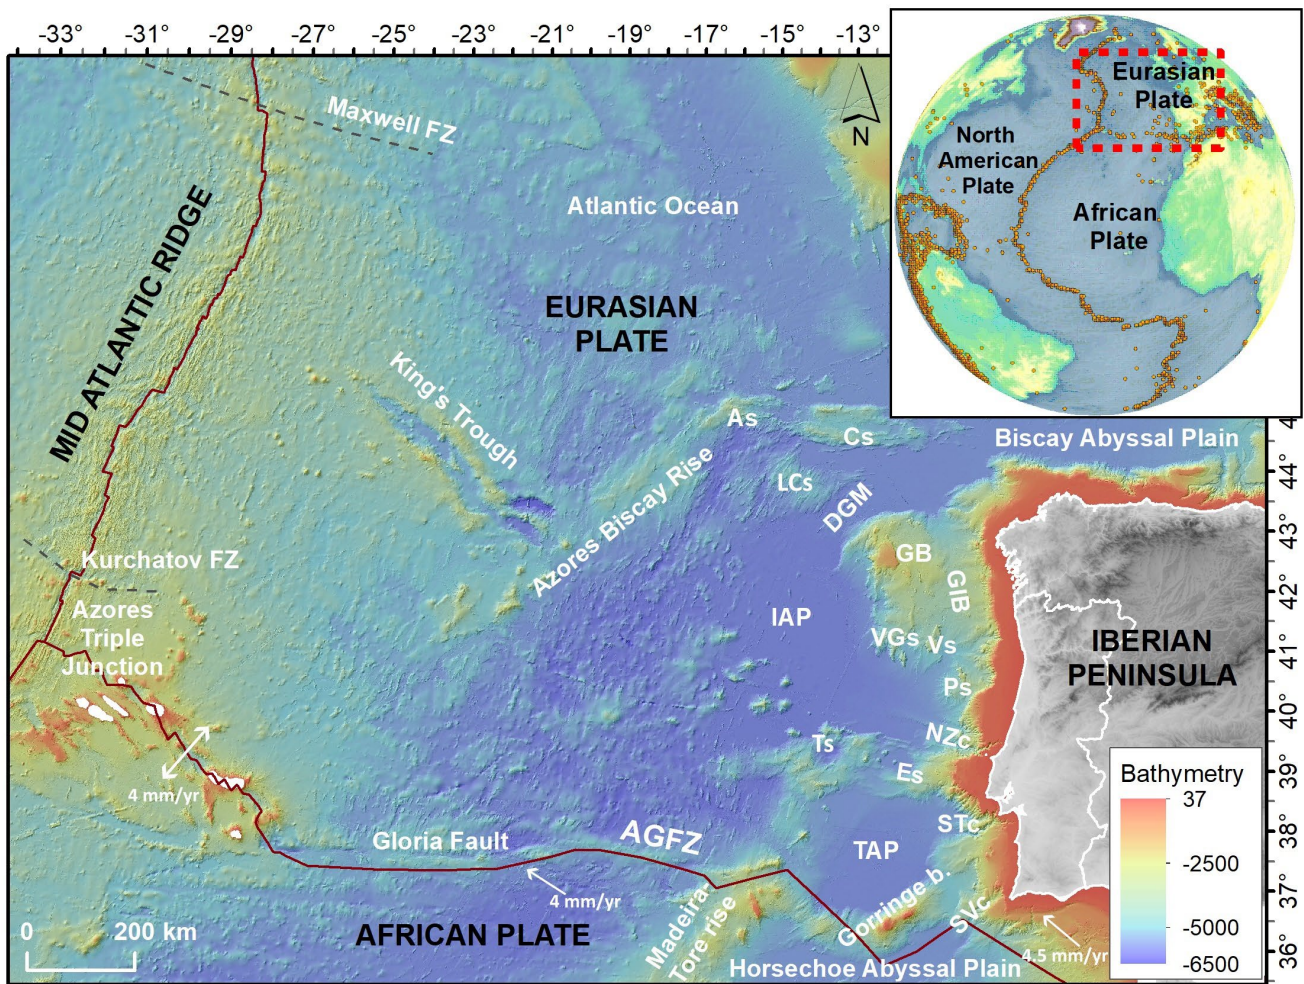 -33° -31° -29° -27° -25° -23° -21° -20° -19° -17° -15° -13°
Maxwell FZ
N
Eurasian
Plate
North
American
Plate
African
Plate
MID ATLANTIC RIDGE
Atlantic Ocean
EURASIAN
PLATE
King's Trough
As
Cs
Biscay Abyssal Plain
LCs
DGM
Azores Biscay Rise
GB
GIB
Kurchatov FZ
Azores
Triple
Junction
IAP
VGs
Vs
IBERIAN
PENINSULA
Ps
NZc
Ts
Es
4 mm/yr
STc
Gloria Fault
AGFZ
TAP
4 mm/yr
Gorringe b.
SVc
Madeira-
Tore rise
AFRICAN PLATE
Horsechoe Abyssal Plain
4.5 mm/yr
0 200 km
Bathymetry
37
-2500
-5000
-6500
44°
43°
42°
41°
40°
39°
38°
37°
36°